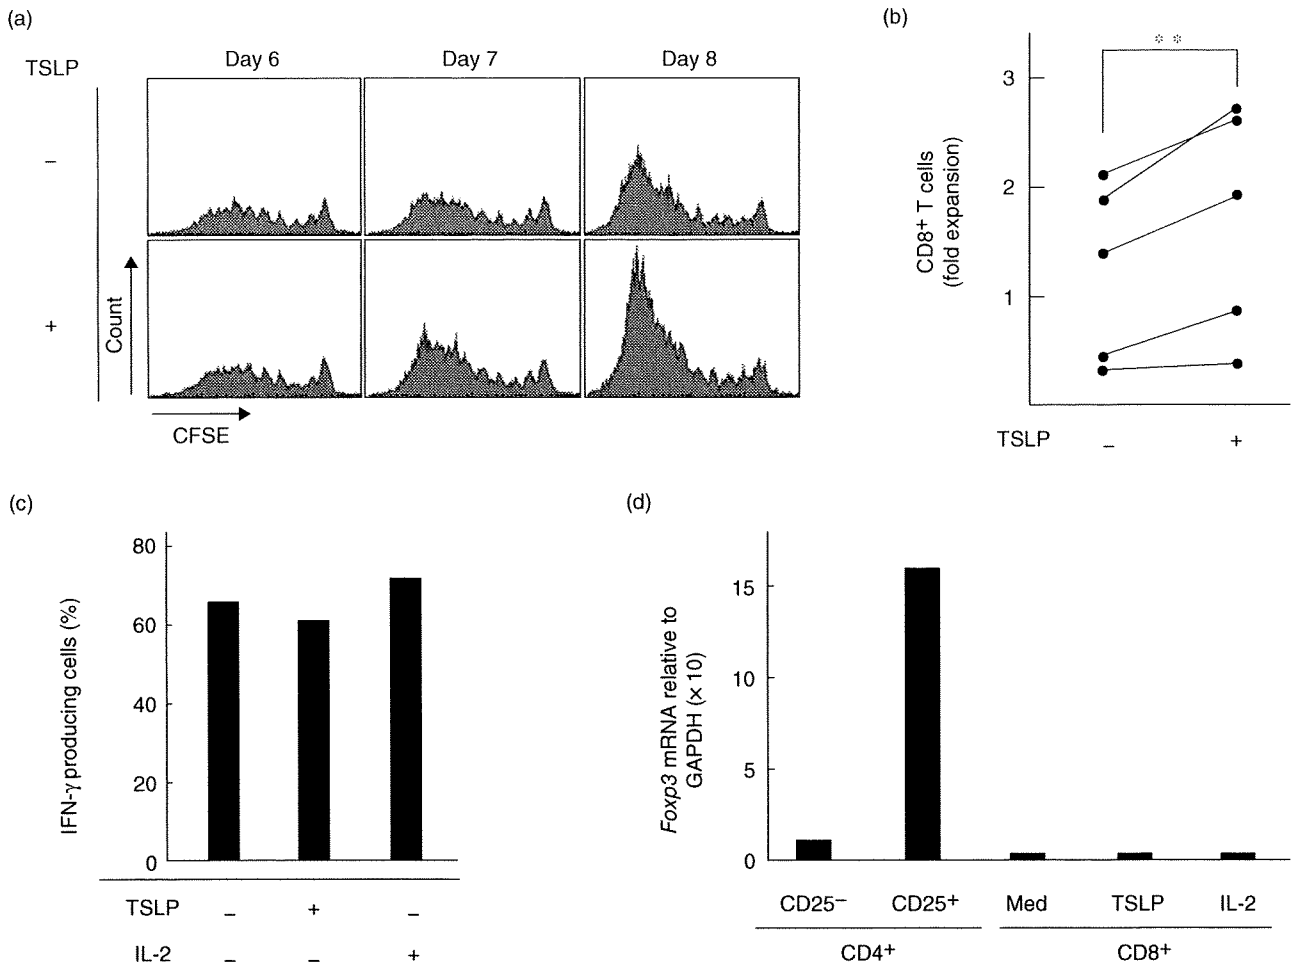 (a)
TSLP
Day 6
Day 7
Day 8
–
+
Count
CFSE
(b)
* *
CD8+ T cells
(fold expansion)
3
2
1
TSLP – +
(c)
IFN-γ producing cells (%)
80
60
40
20
0
TSLP – + –
IL-2 – – +
(d)
Foxp3 mRNA relative to
GAPDH (× 10)
15
10
5
0
CD25– CD25+ Med TSLP IL-2
CD4+ CD8+